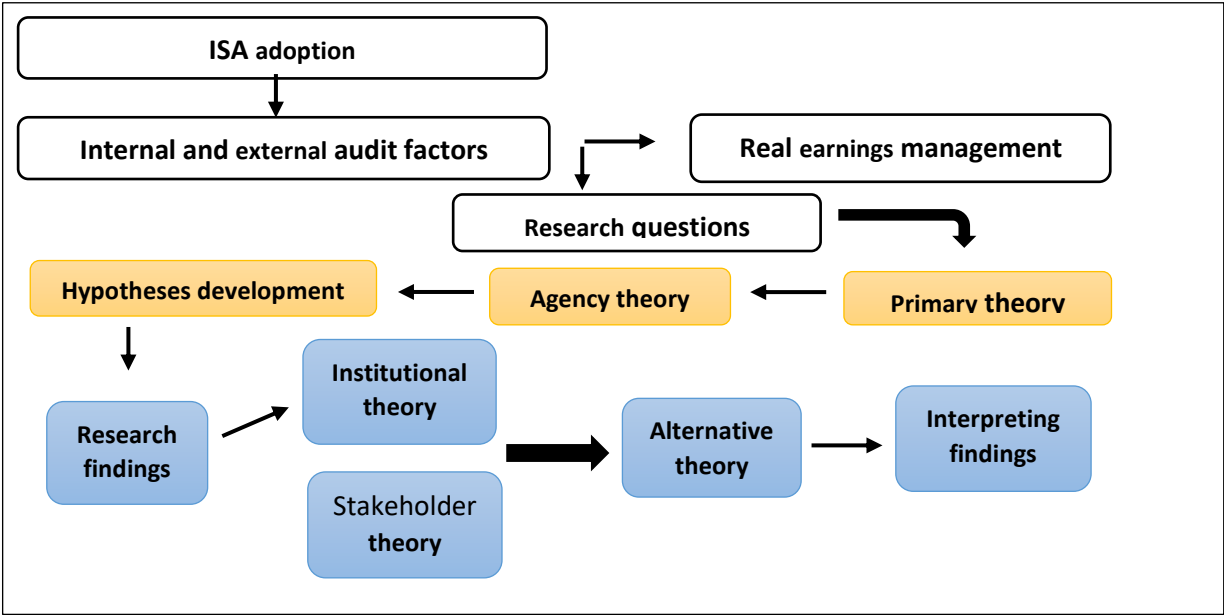 ISA adoption
Internal and external audit factors
Real earnings management
Research questions
Hypotheses development
Agency theory
Primary theory
Institutional
theory
Research
findings
Alternative
theory
Interpreting
findings
Stakeholder
theory